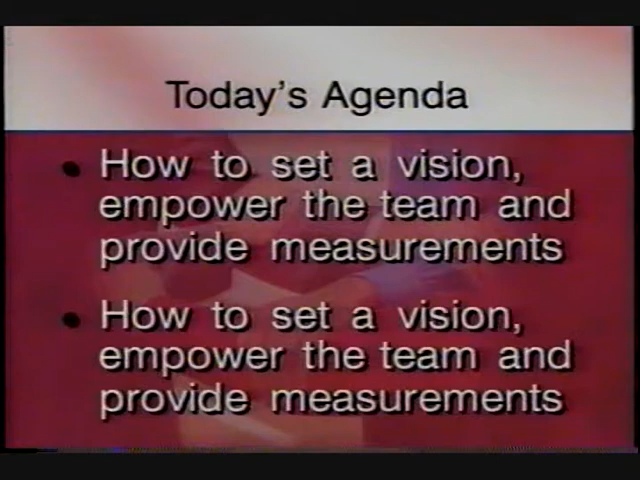 Today's Agenda
• How to set a vision,
empower the team and
provide measurements
• How to set a vision,
empower the team and
provide measurements